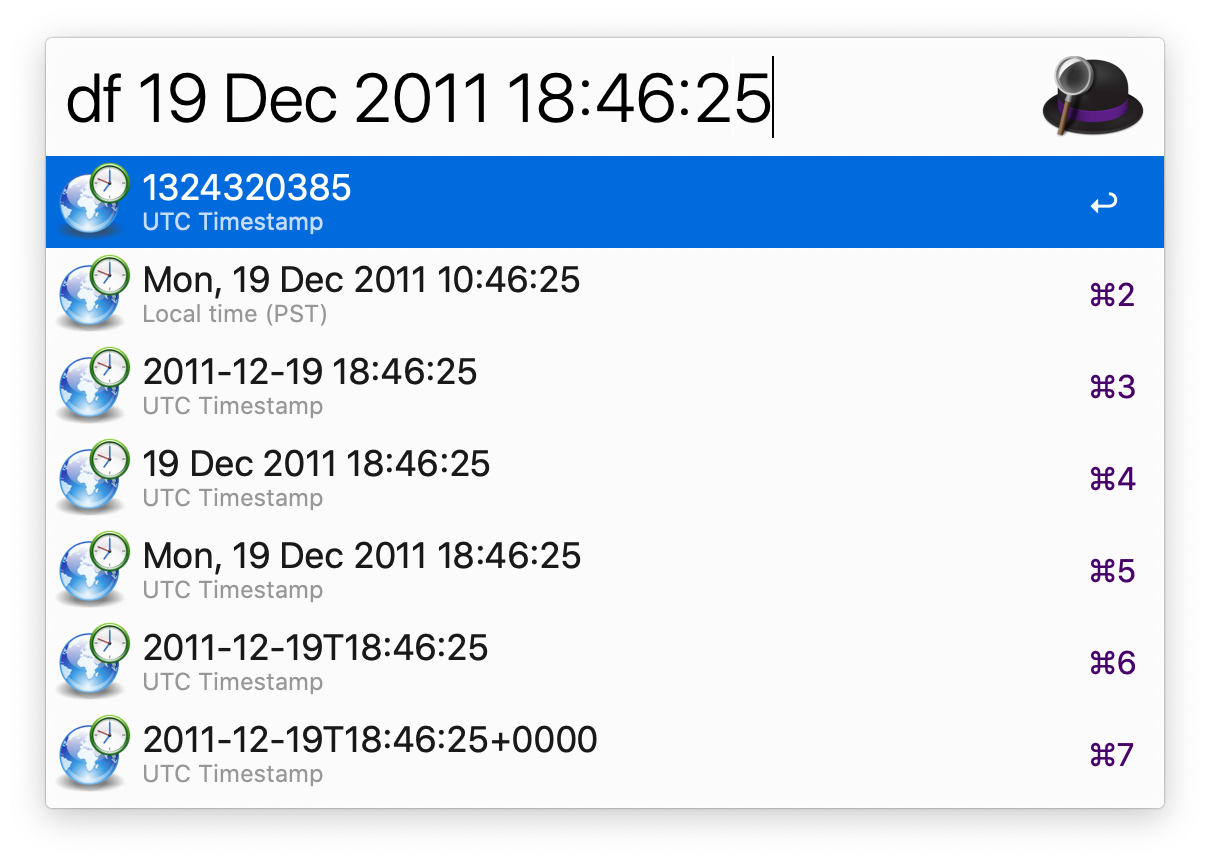 df 19 Dec 2011 18:46:25
1324320385
UTC Timestamp
Mon, 19 Dec 2011 10:46:25
Local time (PST)
⌘2
2011-12-19 18:46:25
UTC Timestamp
⌘3
19 Dec 2011 18:46:25
UTC Timestamp
⌘4
Mon, 19 Dec 2011 18:46:25
UTC Timestamp
⌘5
2011-12-19T18:46:25
UTC Timestamp
⌘6
2011-12-19T18:46:25+0000
UTC Timestamp
⌘7